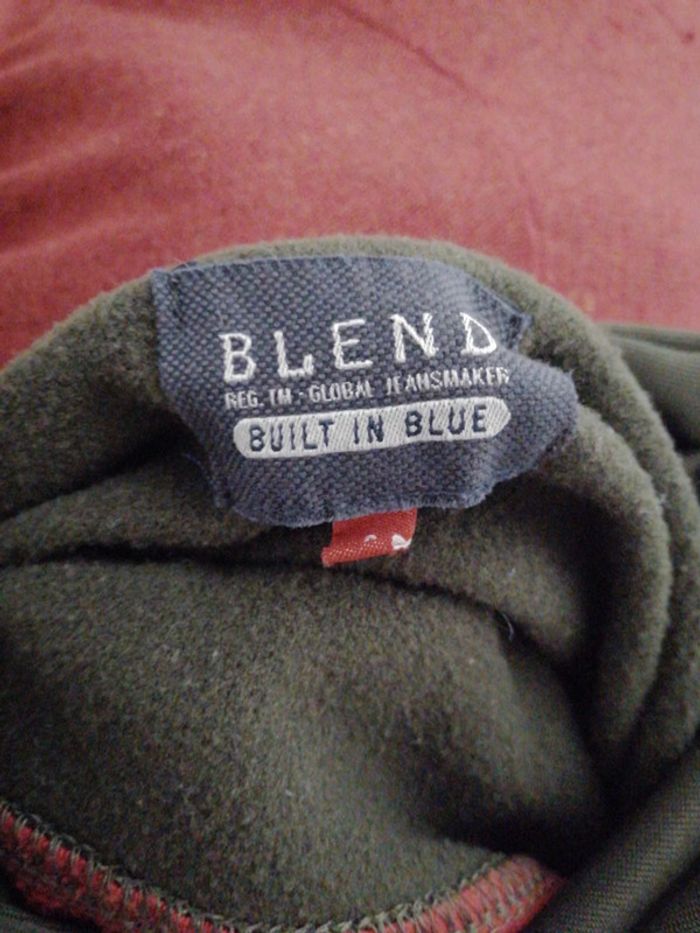 BLEND
REG. TM - GLOBAL JEANSMAKER
BUILT IN BLUE